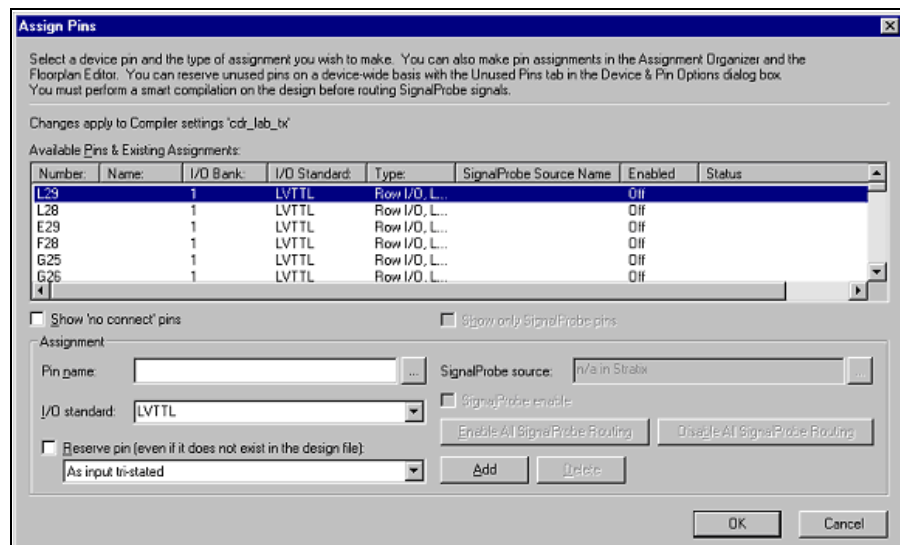 Assign Pins
Select a device pin and the type of assignment you wish to make. You can also make pin assignments in the Assignment Organizer and the
Floorplan Editor. You can reserve unused pins on a device-wide basis with the Unused Pins tab in the Device & Pin Options dialog box.
You must perform a smart compilation on the design before routing SignalProbe signals.
Changes apply to Compiler settings 'cdr_lab_tx'
Available Pins & Existing Assignments:
Number: Name: I/O Bank: I/O Standard: Type: SignalProbe Source Name Enabled Status
L29 1 LVTTL Row I/O, L... Off
L28 1 LVTTL Row I/O, L... Off
E29 1 LVTTL Row I/O, L... Off
F28 1 LVTTL Row I/O, L... Off
G25 1 LVTTL Row I/O, L... Off
G26 1 LVTTL Row I/O, L... Off
Show 'no connect' pins Show only SignalProbe pins
Assignment
Pin name: ... SignalProbe source: n/a in Stratix ...
I/O standard: LVTTL SignalProbe enable
Enable All SignalProbe Routing Disable All SignalProbe Routing
Reserve pin (even if it does not exist in the design file):
As input tri-stated Add Delete
OK Cancel